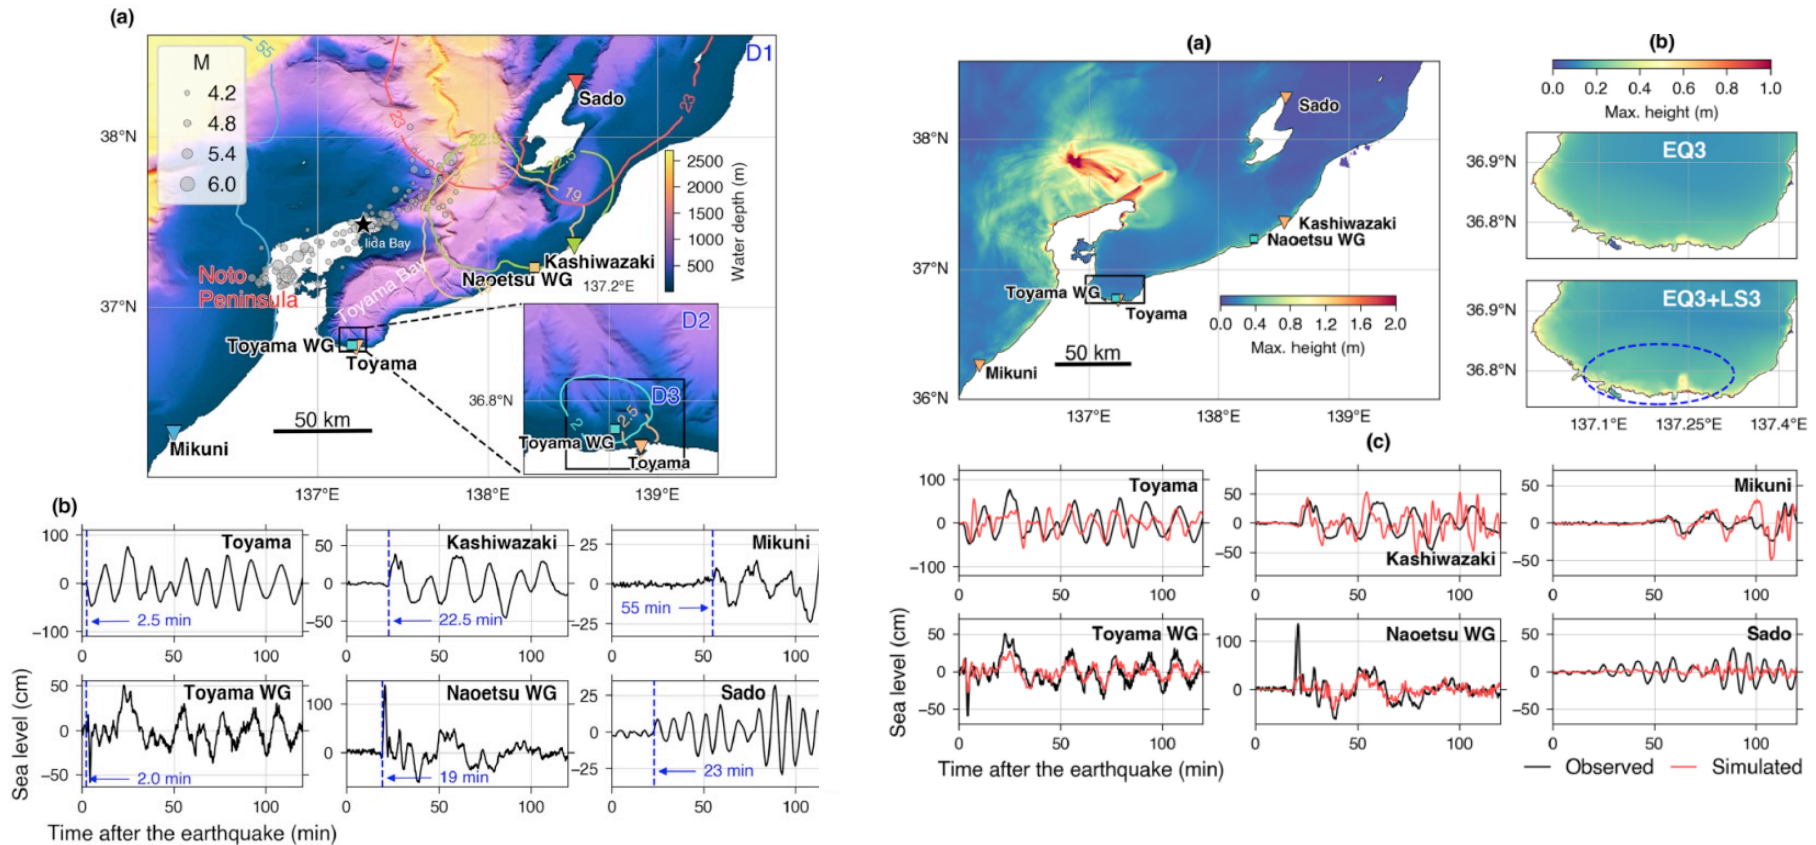 (a)
55
D1
M
4.2
4.8
5.4
6.0
Sado
23
23
22.5
22.5
19
38°N
2500
2000
1500
1000
500
Water depth (m)
Iida Bay
Kashiwazaki
Naoetsu WG
137.2°E
Noto
Peninsula
Toyama Bay
37°N
D2
Toyama WG
Toyama
36.8°N
D3
2
2.5
Toyama WG
Toyama
50 km
Mikuni
137°E
138°E
139°E
(b)
100
0
−100
Toyama
2.5 min
0
50
100
50
0
−50
Kashiwazaki
22.5 min
0
50
100
25
0
−25
Mikuni
55 min
0
50
100
Sea level (cm)
50
0
−50
Toyama WG
2.0 min
0
50
100
100
0
Naoetsu WG
19 min
0
50
100
25
0
−25
Sado
23 min
0
50
100
Time after the earthquake (min)
(a)
Sado
38°N
Kashiwazaki
Naoetsu WG
37°N
Toyama WG
Toyama
0.0
0.4
0.8
1.2
1.6
2.0
Max. height (m)
50 km
Mikuni
36°N
137°E
138°E
139°E
(b)
0.0
0.2
0.4
0.6
0.8
1.0
Max. height (m)
EQ3
36.9°N
36.8°N
EQ3+LS3
36.9°N
36.8°N
137.1°E
137.25°E
137.4°E
(c)
100
0
−100
Toyama
0
50
100
50
0
−50
Kashiwazaki
0
50
100
50
0
−50
Mikuni
0
50
100
Sea level (cm)
50
0
−50
Toyama WG
0
50
100
100
0
Naoetsu WG
0
50
100
50
0
−50
Sado
0
50
100
Time after the earthquake (min)
Observed
Simulated